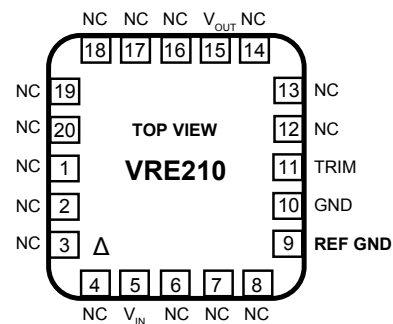 NC NC NC VOUT NC
18 17 16 15 14
NC 19 13 NC
NC 20 TOP VIEW 12 NC
NC 1 VRE210 11 TRIM
NC 2 10 GND
NC 3 Δ 9 REF GND
4 5 6 7 8
NC VIN NC NC NC